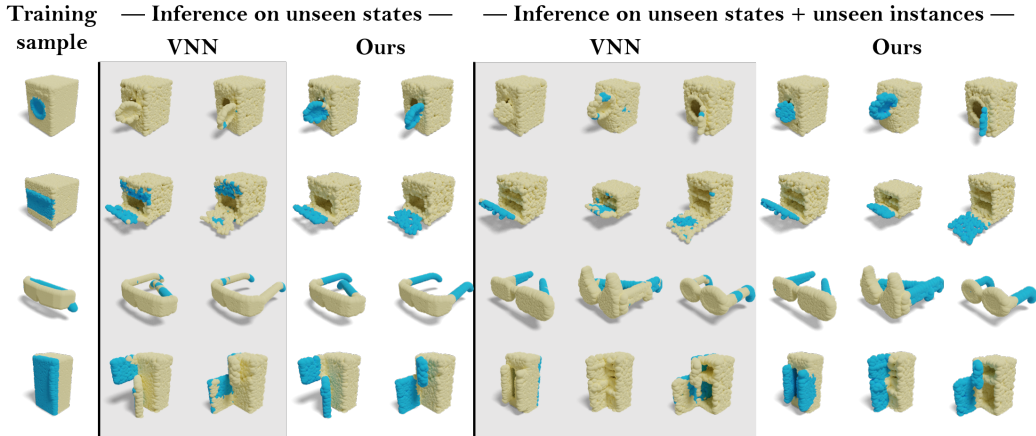 Training sample
— Inference on unseen states —
— Inference on unseen states + unseen instances —
VNN
Ours
VNN
Ours